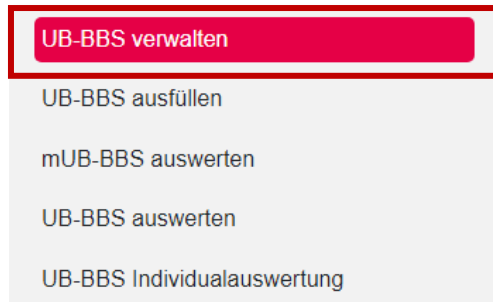 UB-BBS verwalten
UB-BBS ausfüllen
mUB-BBS auswerten
UB-BBS auswerten
UB-BBS Individualauswertung